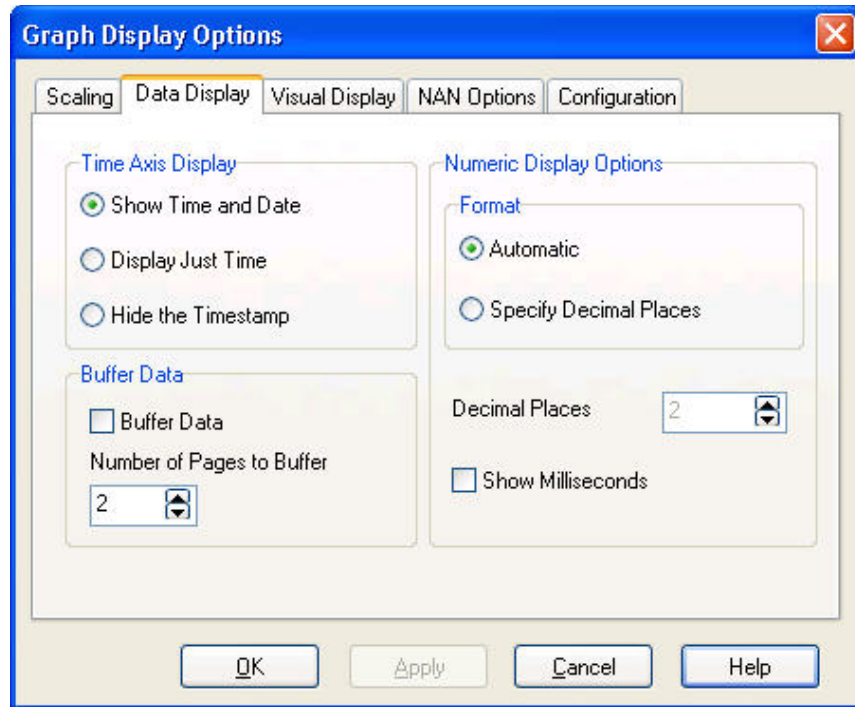 Graph Display Options
Scaling
Data Display
Visual Display
NAN Options
Configuration
Time Axis Display
Show Time and Date
Display Just Time
Hide the Timestamp
Buffer Data
Buffer Data
Number of Pages to Buffer
2
Numeric Display Options
Format
Automatic
Specify Decimal Places
Decimal Places 2
Show Milliseconds
OK
Apply
Cancel
Help